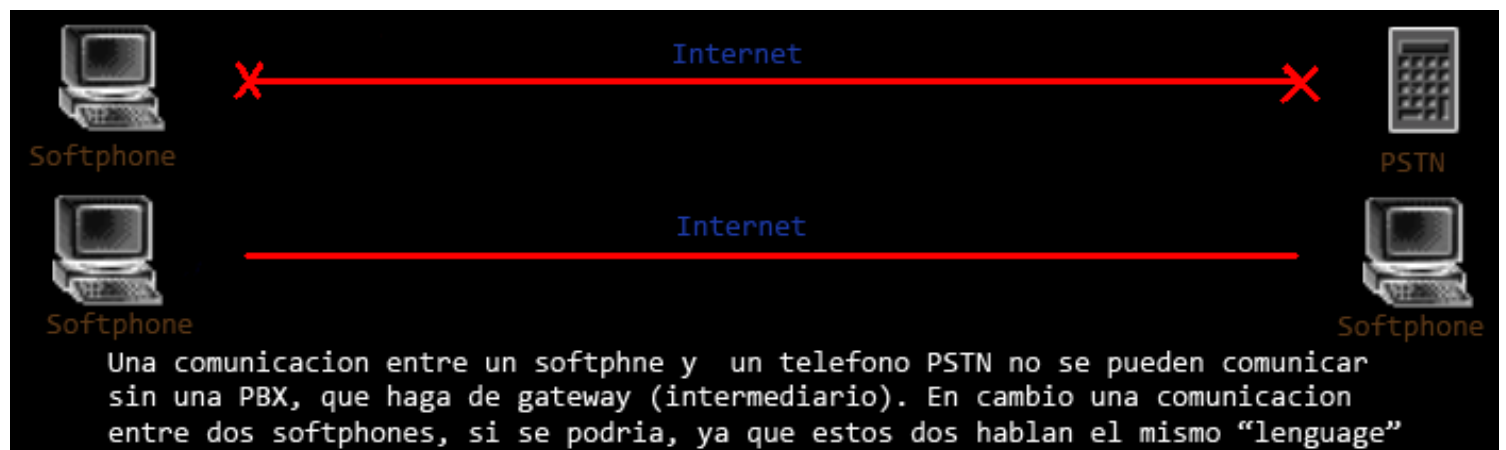 Internet
Softphone
PSTN
Internet
Softphone
Softphone
Una comunicacion entre un softphne y un telefono PSTN no se pueden comunicar
sin una PBX, que haga de gateway (intermediario). En cambio una comunicacion
entre dos softphones, si se podria, ya que estos dos hablan el mismo “lenguage”